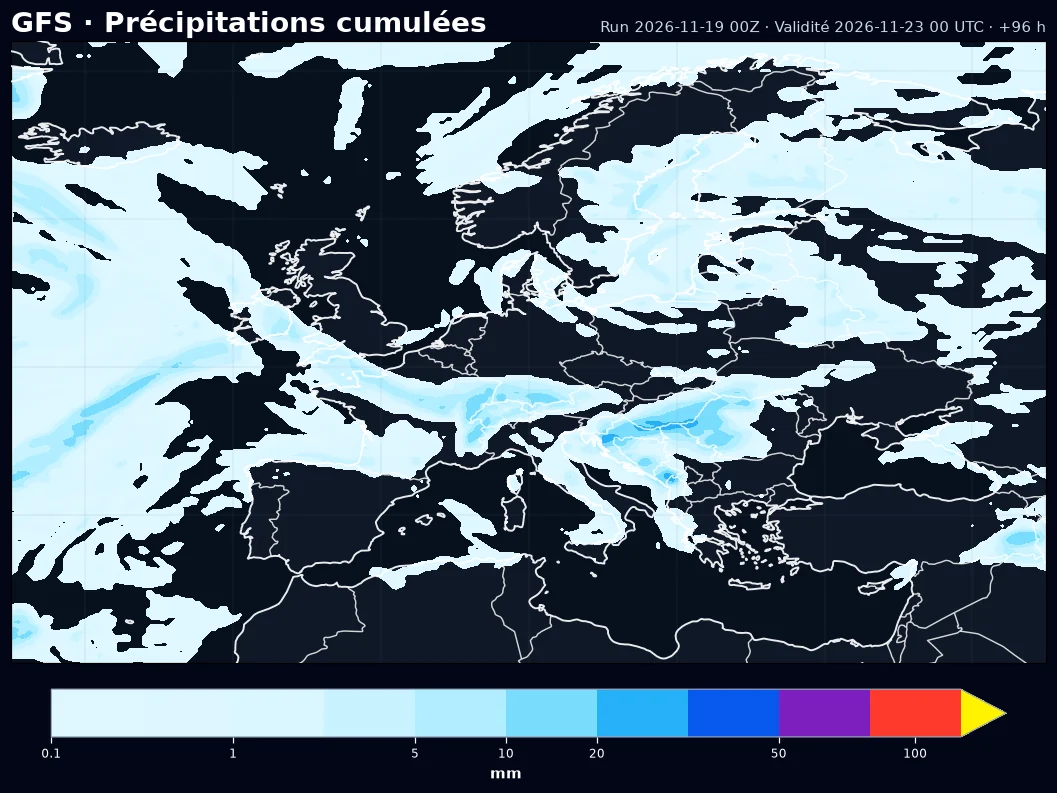 GFS · Précipitations cumulées
Run 2026-11-19 00Z · Validité 2026-11-23 00 UTC · +96 h
0.1 1 5 10 20 50 100
mm